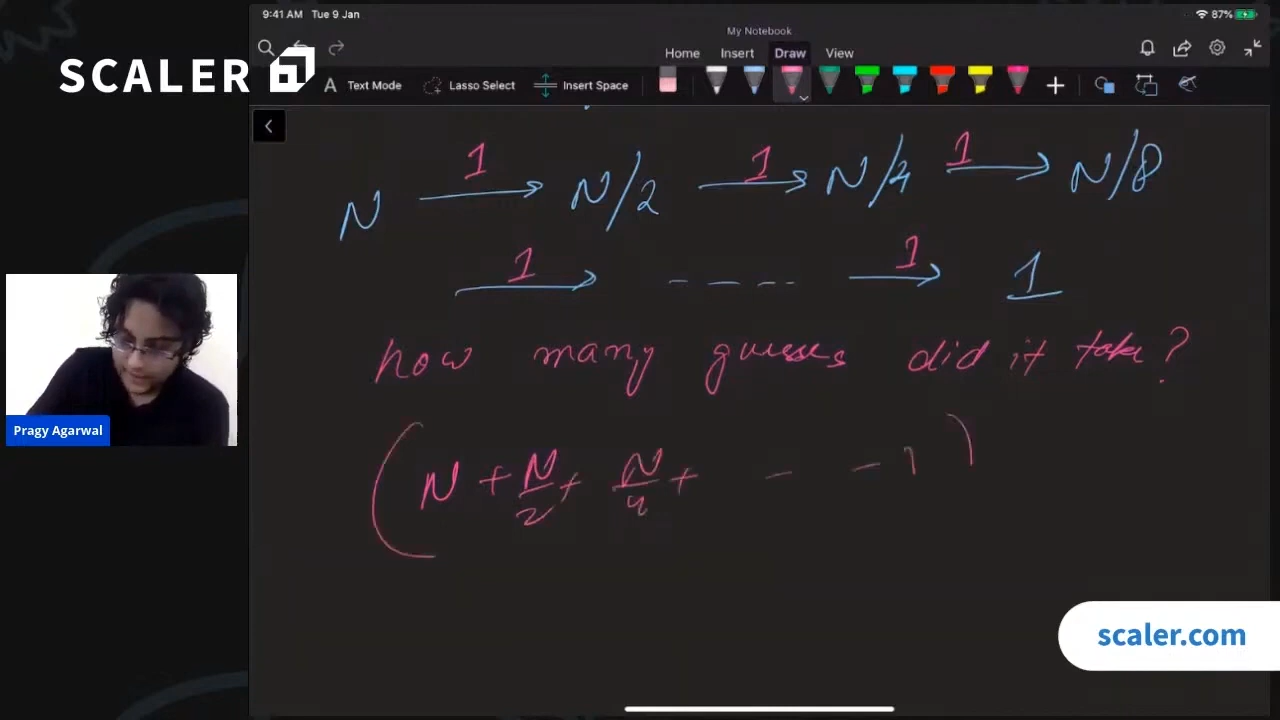 9:41 AM Tue 9 Jan
87%
My Notebook
Home Insert Draw View
SCALER
Text Mode Lasso Select Insert Space
N 1 N/2 1 N/4 1 N/8
1 ---- 1 1
how many guesses did it take?
(N + N/2 + N/4 + - - 1)
Pragy Agarwal
scaler.com